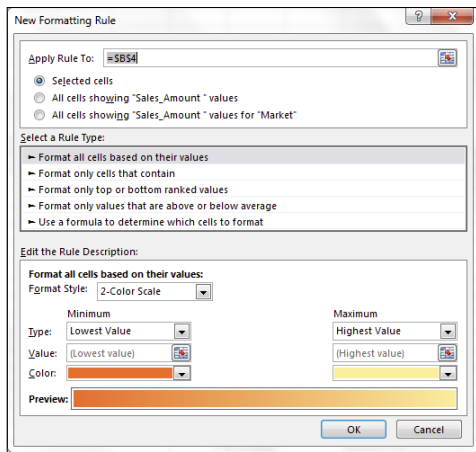 New Formatting Rule
Apply Rule To: =$B$4
Selected cells
All cells showing "Sales_Amount " values
All cells showing "Sales_Amount " values for "Market"
Select a Rule Type:
► Format all cells based on their values
► Format only cells that contain
► Format only top or bottom ranked values
► Format only values that are above or below average
► Use a formula to determine which cells to format
Edit the Rule Description:
Format all cells based on their values:
Format Style: 2-Color Scale
Minimum Maximum
Type: Lowest Value Highest Value
Value: (Lowest value) (Highest value)
Color:
Preview:
OK Cancel